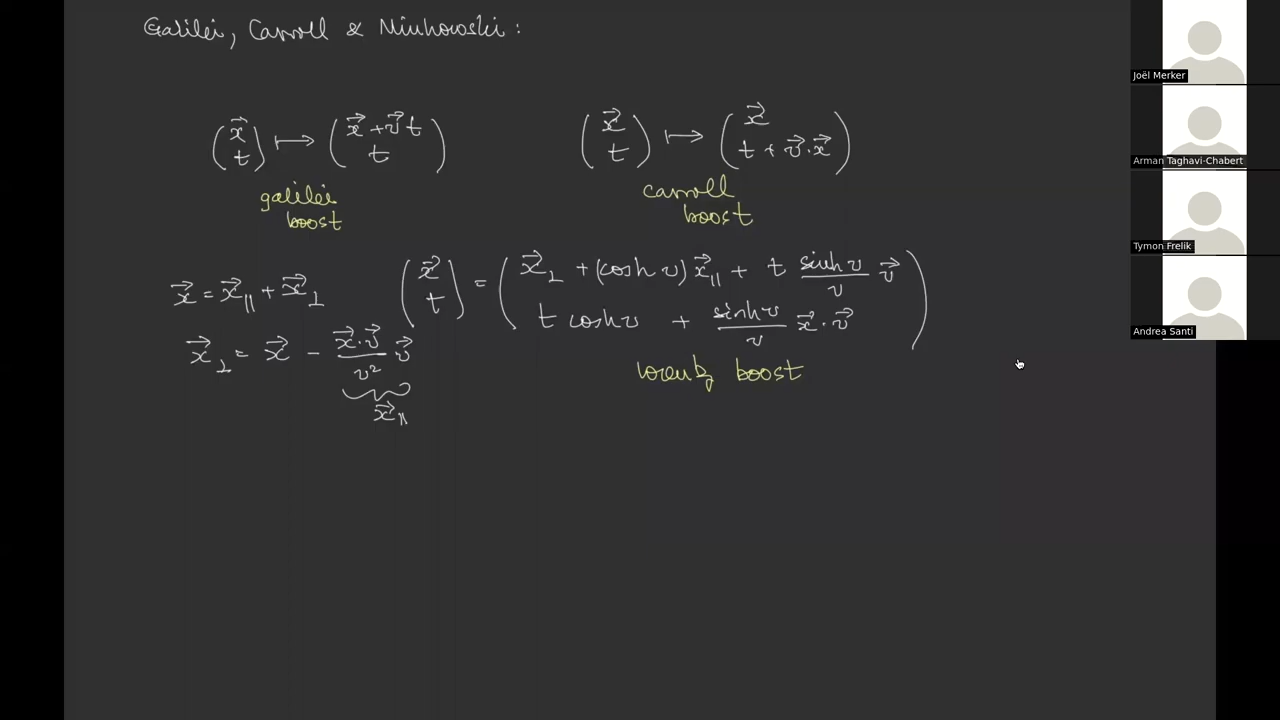 Galilei, Carroll & Minkowski :
(x⃗ t) ↦ (x⃗ + v⃗ t t)
galilei boost
(x⃗ t) ↦ (x⃗ t + v⃗·x⃗)
carroll boost
x⃗ = x⃗∥ + x⃗⊥
x⃗⊥ = x⃗ − (x⃗·v⃗ / v²) v⃗
x⃗∥
(x⃗ t) = (x⃗⊥ + (cosh v) x⃗∥ + t (sinh v / v) v⃗
t cosh v + (sinh v / v) x⃗·v⃗)
lorentz boost
Joël Merker
Arman Taghavi-Chabert
Tymon Frelik
Andrea Santi